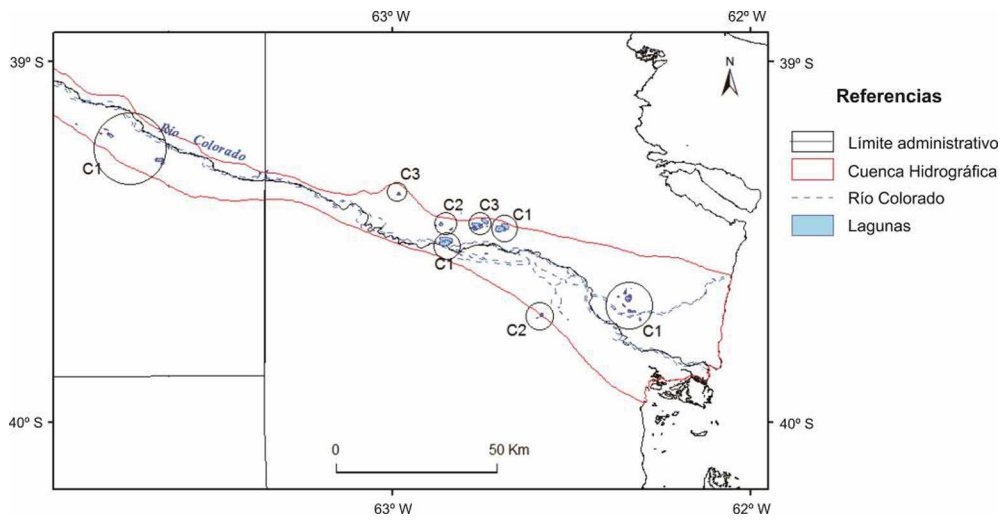 63º W
62º W
39º S
39º S
N
Referencias
Río Colorado
Límite administrativo
C1
Cuenca Hidrográfica
C3
Río Colorado
C2
C3
C1
Lagunas
C1
C2
C1
40º S
40º S
0
50 Km
63º W
62º W